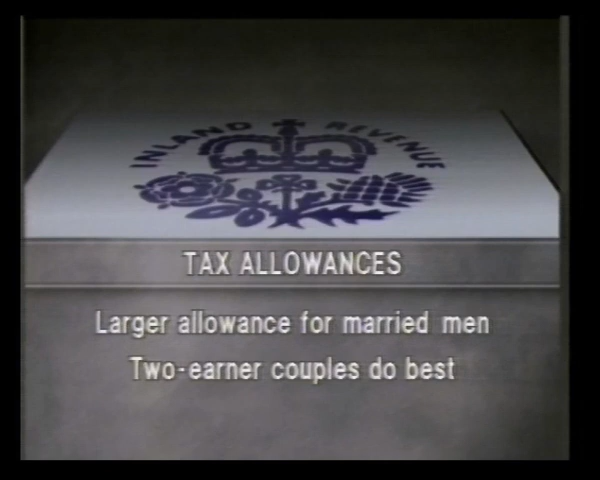 INLAND REVENUE
TAX ALLOWANCES
Larger allowance for married men
Two-earner couples do best